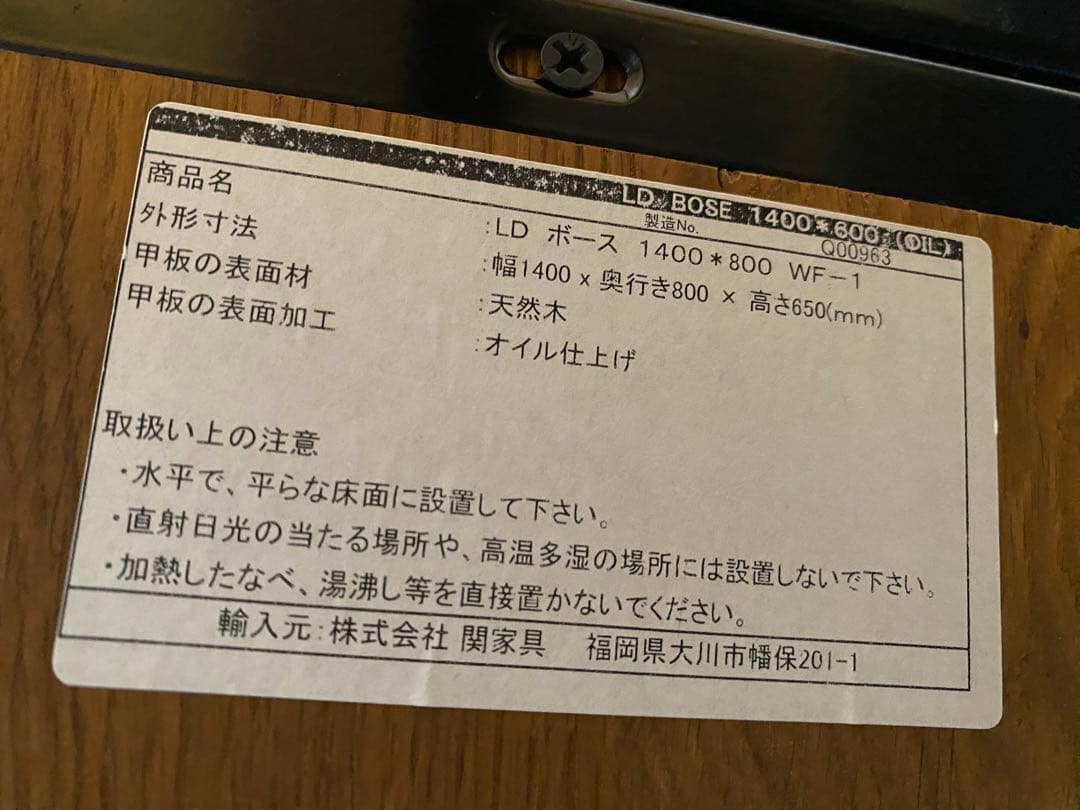 LD BOSE 1400*600 (OIL)
製造No. Q00963
商品名 :LD ボース 1400*800 WF-1
外形寸法 :幅1400 x 奥行き800 × 高さ650(mm)
甲板の表面材 :天然木
甲板の表面加工 :オイル仕上げ
取扱い上の注意
・水平で、平らな床面に設置して下さい。
・直射日光の当たる場所や、高温多湿の場所には設置しないで下さい。
・加熱したなべ、湯沸し等を直接置かないでください。
輸入元:株式会社 関家具 福岡県大川市幡保201-1